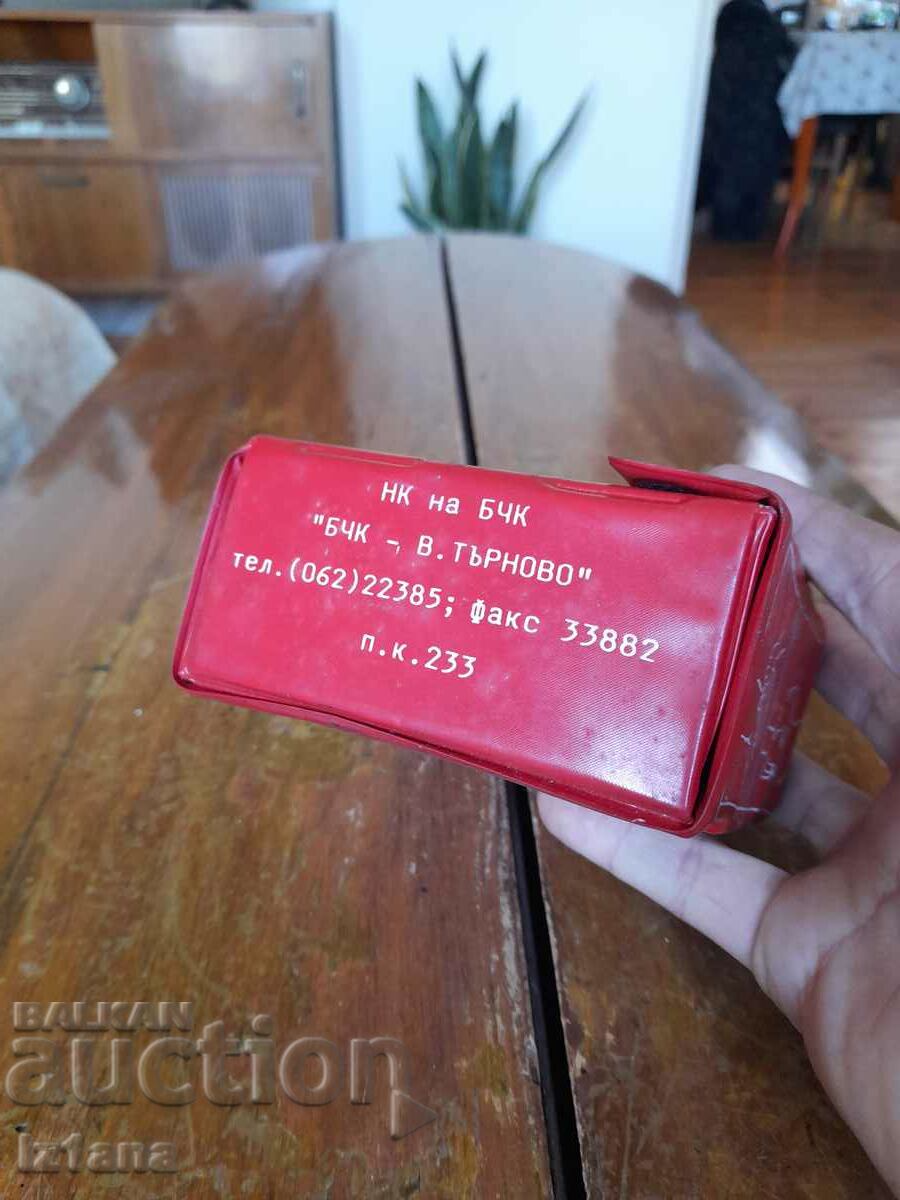 НК на БЧК
"БЧК - В.ТЪРНОВО"
тел.(062)22385; факс 33882
п.к.233
BALKAN
auction
iz1ana